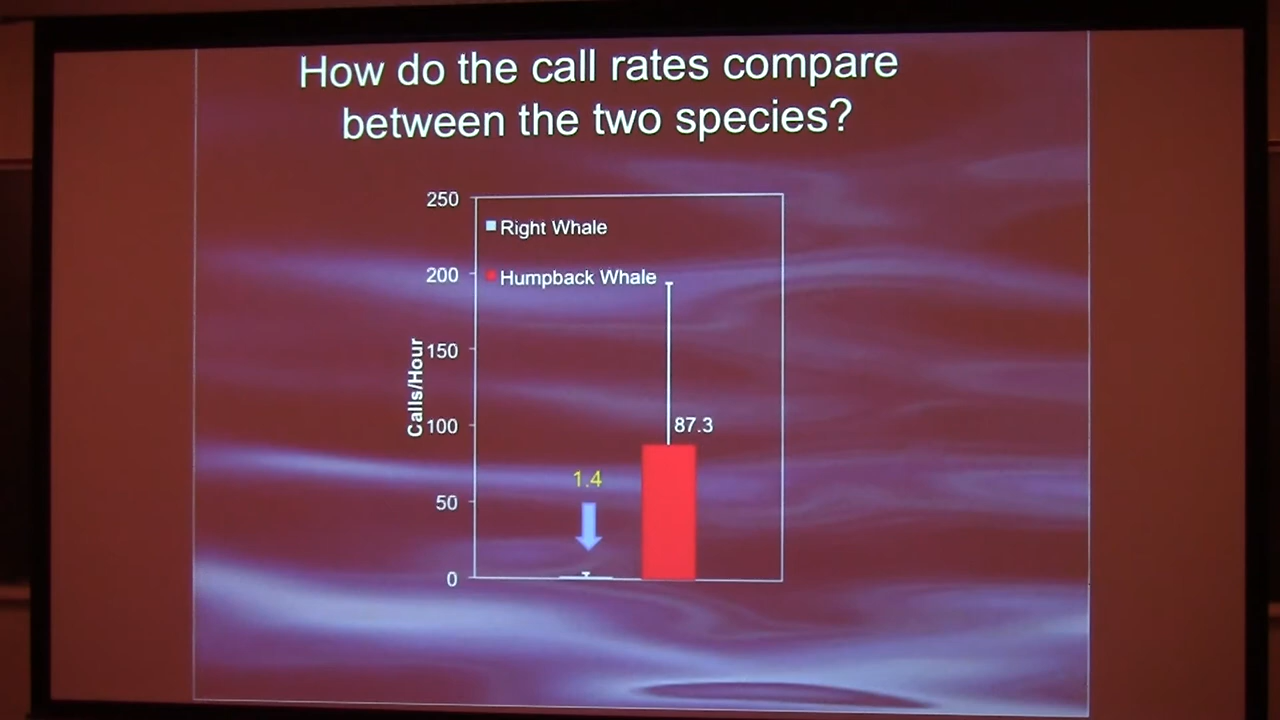 How do the call rates compare
between the two species?
250
Right Whale
200
Humpback Whale
150
Calls/Hour
100
87.3
1.4
50
0